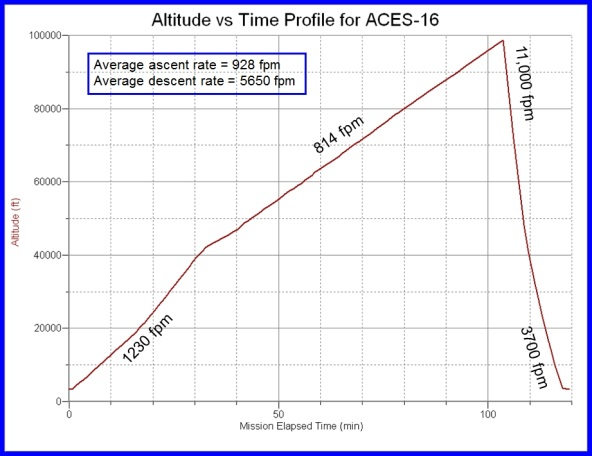 Altitude vs Time Profile for ACES-16
Average ascent rate = 928 fpm
Average descent rate = 5650 fpm
100000
80000
60000
40000
20000
0
Altitude (ft)
1230 fpm
814 fpm
11,000 fpm
3700 fpm
0
50
100
Mission Elapsed Time (min)